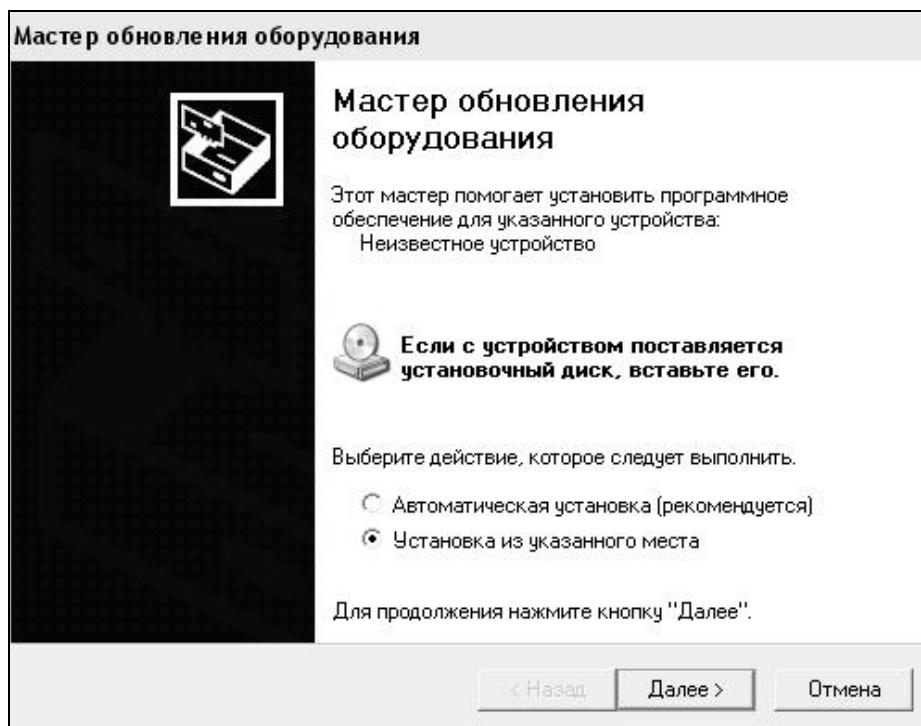 Мастер обновления оборудования
Мастер обновления
оборудования
Этот мастер помогает установить программное
обеспечение для указанного устройства:
Неизвестное устройство
Если с устройством поставляется
установочный диск, вставьте его.
Выберите действие, которое следует выполнить.
Автоматическая установка (рекомендуется)
Установка из указанного места
Для продолжения нажмите кнопку "Далее".
< Назад Далее > Отмена